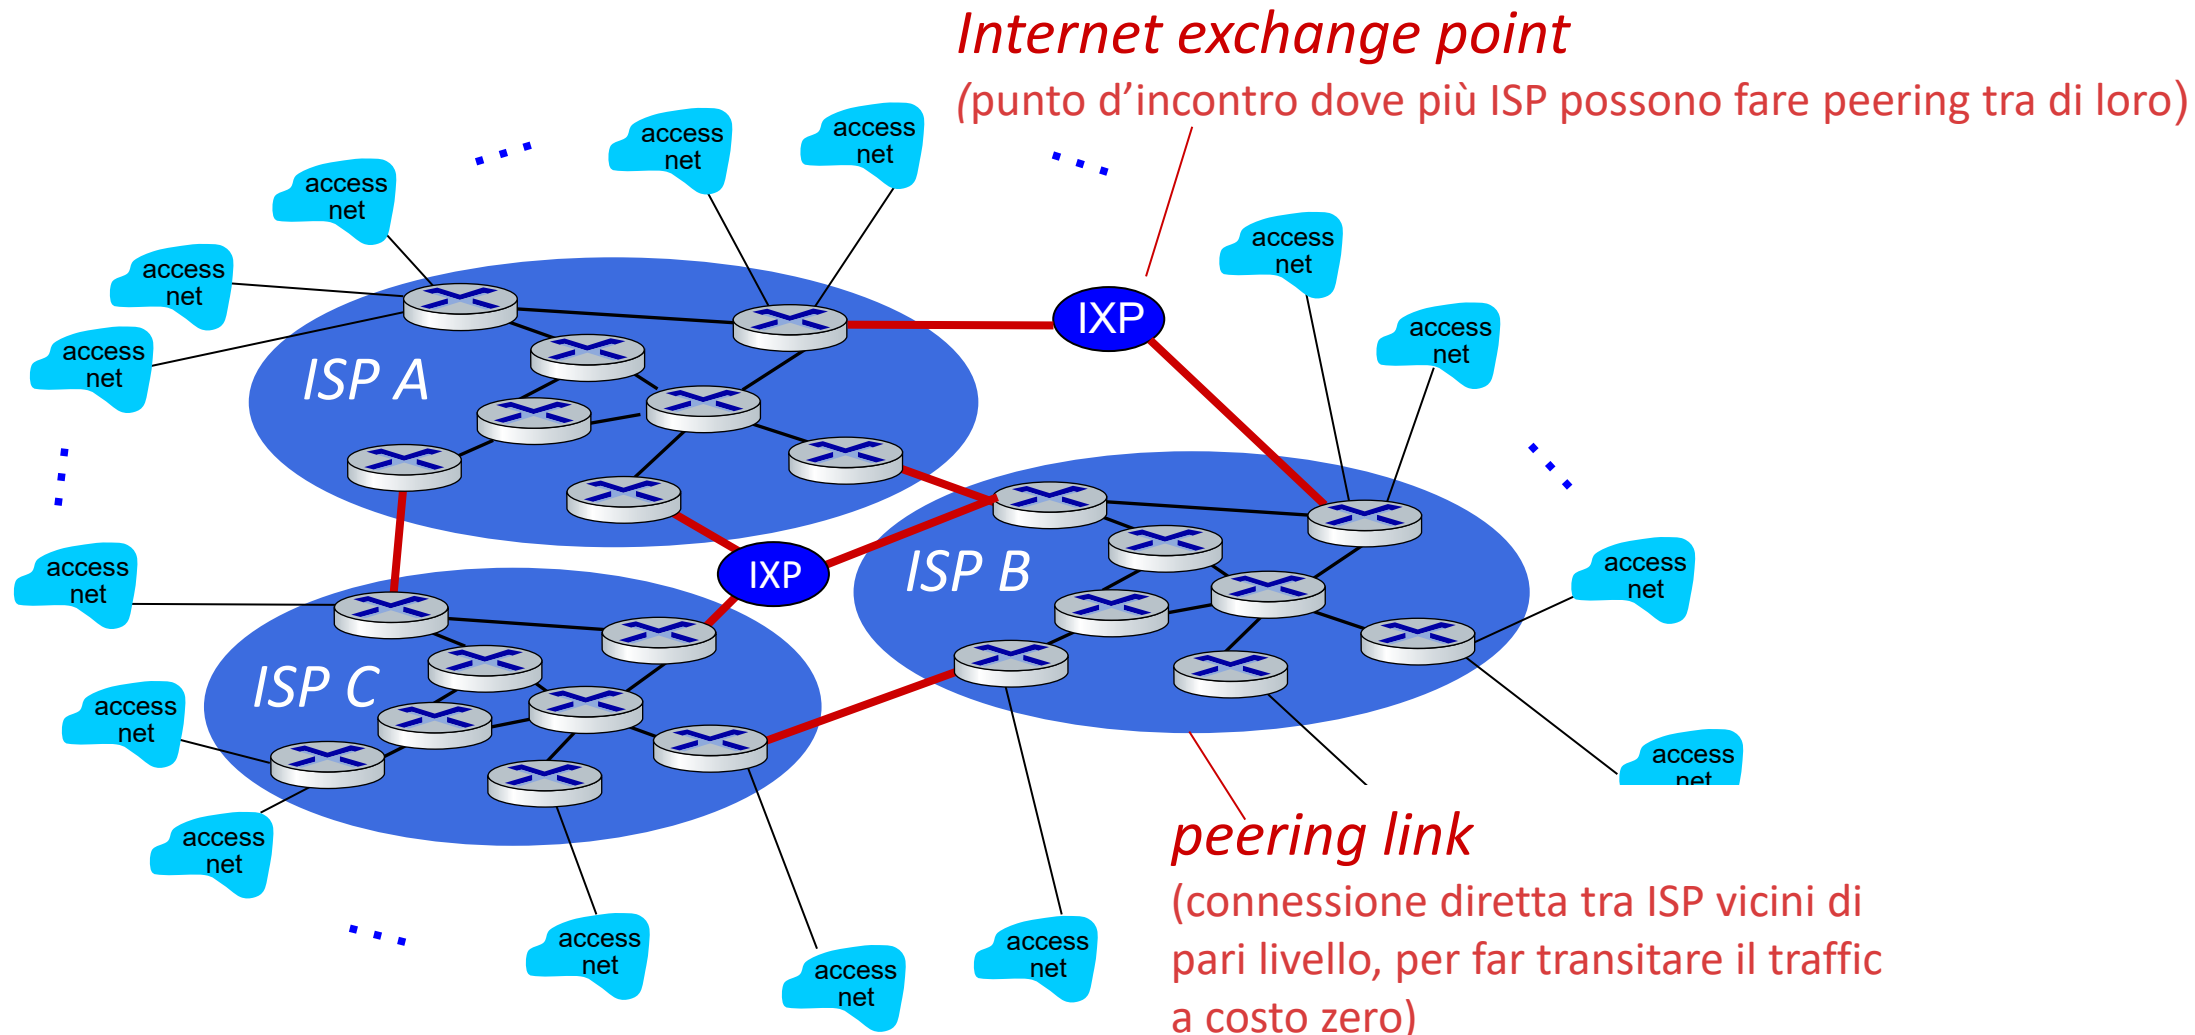 Internet exchange point
(punto d'incontro dove più ISP possono fare peering tra di loro)
access
net
access
net
access
net
access
net
access
net
access
net
IXP
access
net
access
net
ISP A
ISP B
IXP
access
net
access
net
ISP C
access
net
access
net
access
net
peering link
(connessione diretta tra ISP vicini di
pari livello, per far transitare il traffic
a costo zero)
access
net
access
net
access
net